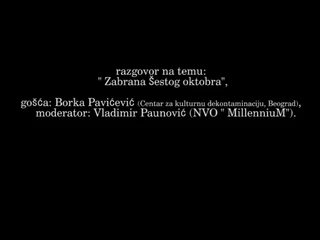 razgovor na temu:
" Zabrana Šestog oktobra",
gošća: Borka Pavićević (Centar za kulturnu dekontaminaciju, Beograd),
moderator: Vladimir Paunović (NVO " MillenniuM").